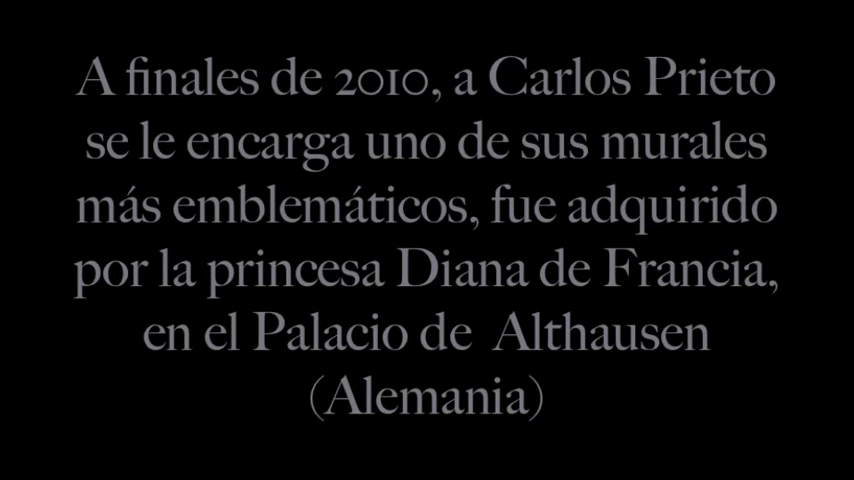 A finales de 2010, a Carlos Prieto
se le encarga uno de sus murales
más emblemáticos, fue adquirido
por la princesa Diana de Francia,
en el Palacio de Althausen
(Alemania)